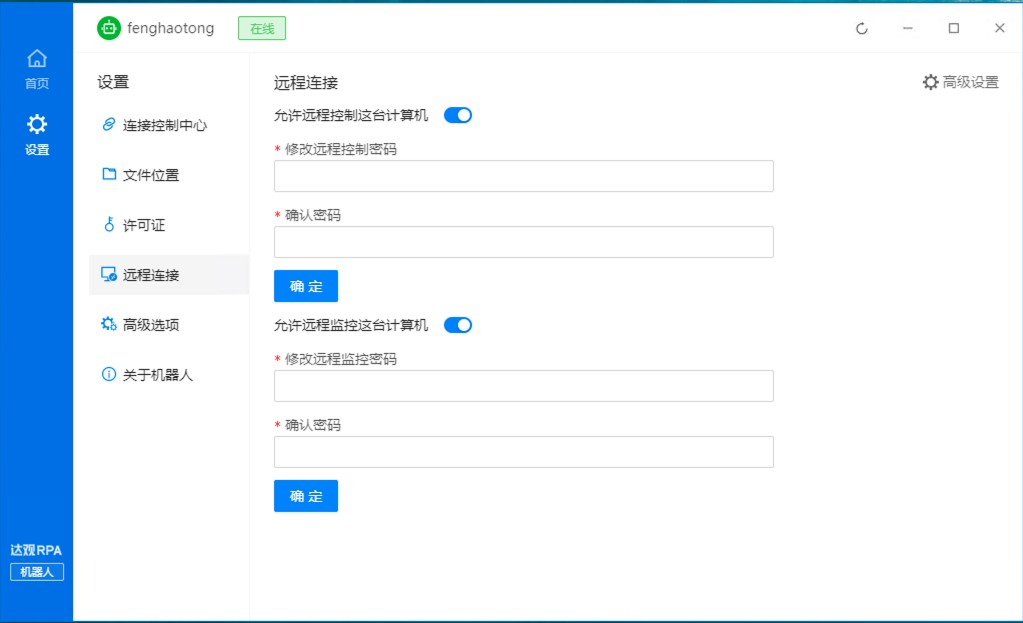 fenghaotong
在线
首页
设置
设置
连接控制中心
文件位置
许可证
远程连接
高级选项
关于机器人
远程连接
高级设置
允许远程控制这台计算机
* 修改远程控制密码
* 确认密码
确 定
允许远程监控这台计算机
* 修改远程监控密码
* 确认密码
确 定
达观RPA
机器人